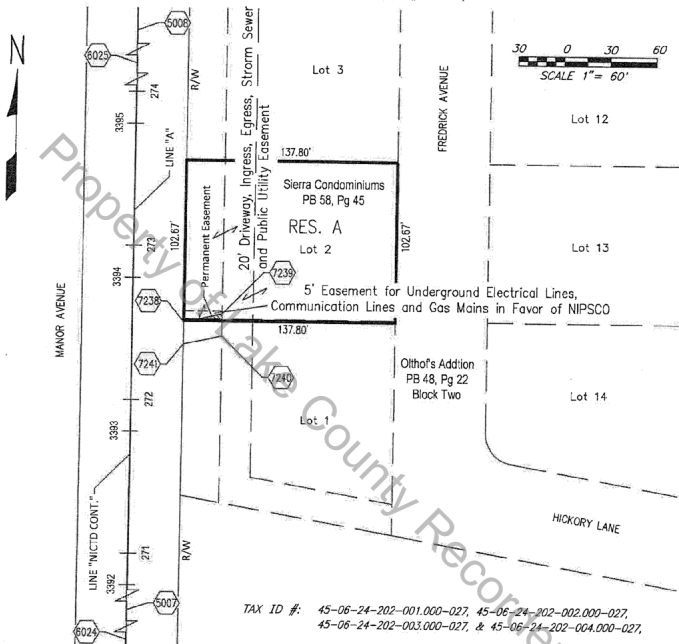 N
5008
6025
R/W
274
3395
LINE "A"
Lot 3
FREDRICK AVENUE
30 0 30 60
SCALE 1"= 60'
Lot 12
20' Driveway, Ingress, Egress, Strorm Sewer
and Public Utility Easement
137.80'
Sierra Condominiums
PB 58, Pg 45
RES. A
Lot 2
102.67'
102.67'
Permanent Easement
273
3394
Lot 13
7239
7238
5' Easement for Underground Electrical Lines,
Communication Lines and Gas Mains in Favor of NIPSCO
137.80'
MANOR AVENUE
7241
7240
Olthof's Addtion
PB 48, Pg 22
Block Two
272
3393
Lot 1
Lot 14
HICKORY LANE
LINE "NICTD CONT."
271
R/W
3392
5007
6024
TAX ID #: 45-06-24-202-001.000-027, 45-06-24-202-002.000-027,
45-06-24-202-003.000-027, & 45-06-24-202-004.000-027,
Property of Lake County Recorder